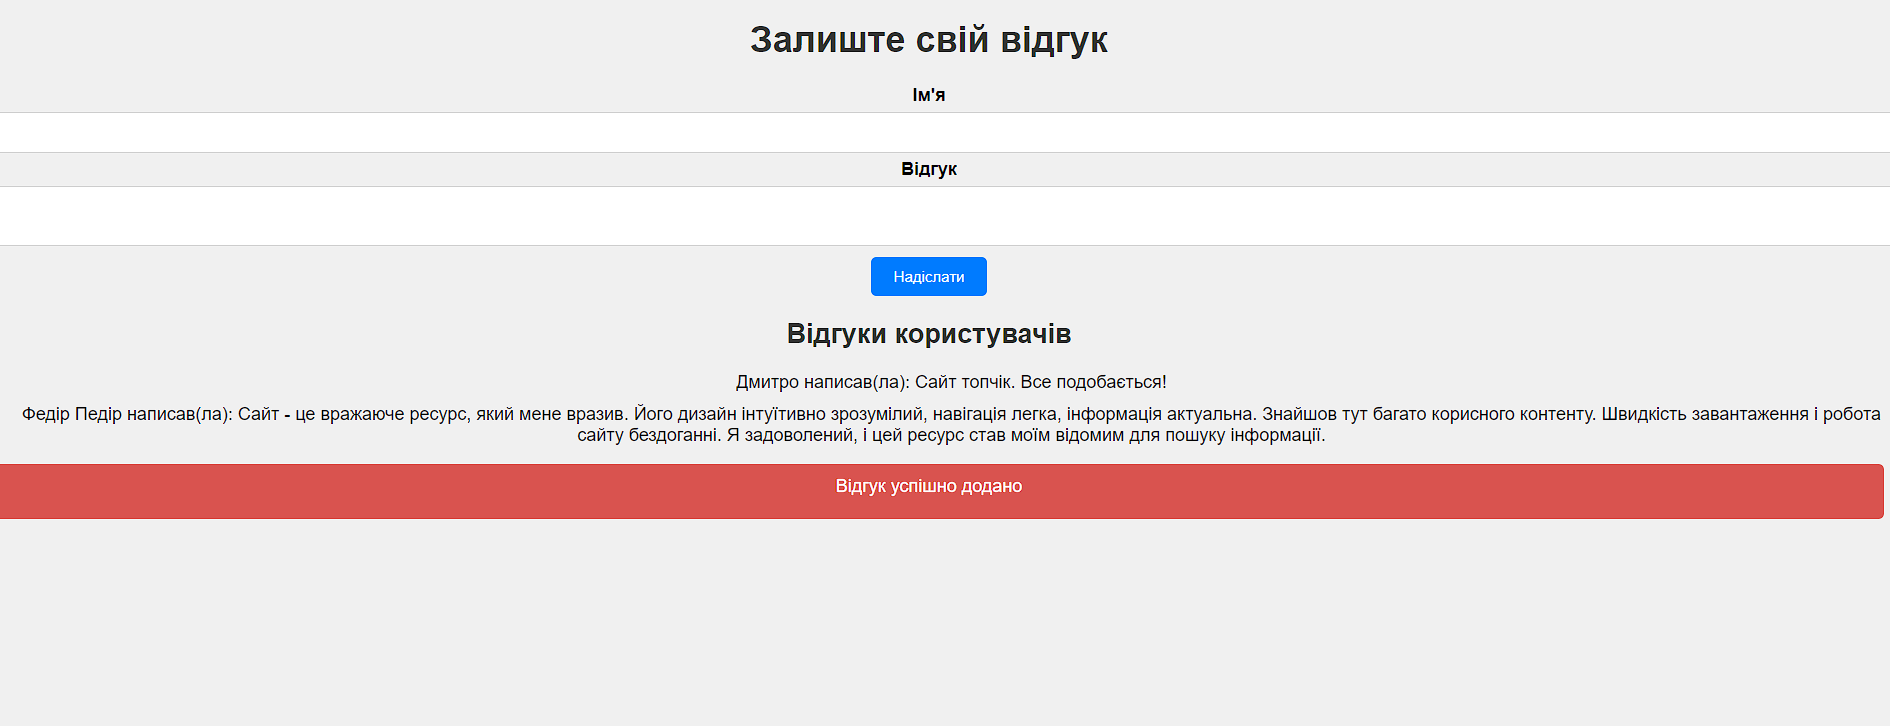 Залиште свій відгук
Ім'я
Відгук
Надіслати
Відгуки користувачів
Дмитро написав(ла): Сайт топчік. Все подобається!
Федір Педір написав(ла): Сайт - це вражаюче ресурс, який мене вразив. Його дизайн інтуїтивно зрозумілий, навігація легка, інформація актуальна. Знайшов тут багато корисного контенту. Швидкість завантаження і робота
сайту бездоганні. Я задоволений, і цей ресурс став моїм відомим для пошуку інформації.
Відгук успішно додано